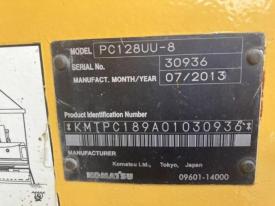 MODEL PC128UU-8
SERIAL No. 30936
MANUFACT. MONTH/YEAR 07/2013
Product Identification Number
*KMTPC189A01030936*
MANUFACTURER
Komatsu Ltd., Tokyo, Japan
KOMATSU 09601-14000